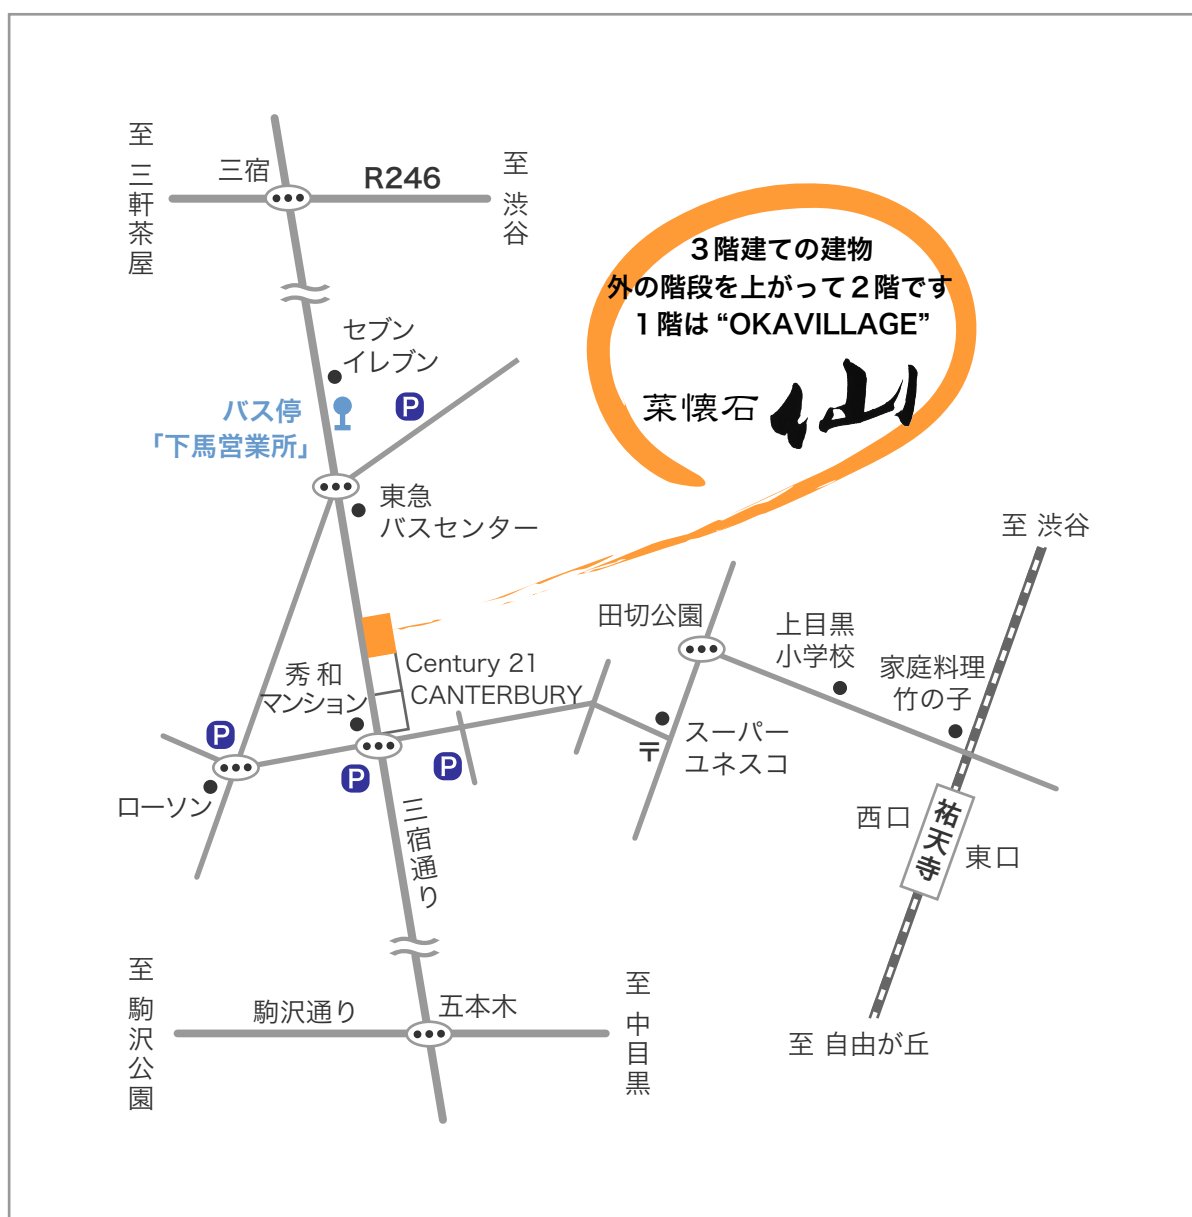 至 三軒茶屋
三宿
R246
至 渋谷
3階建ての建物
外の階段を上がって2階です
1階は “OKAVILLAGE”
菜懐石 仙
セブン
イレブン
バス停
「下馬営業所」
P
東急
バスセンター
至 渋谷
田切公園
上目黒
小学校
家庭料理
竹の子
Century 21
CANTERBURY
秀和
マンション
スーパー
ユネスコ
〒
P
P
P
ローソン
三宿通り
西口
祐天寺
東口
至 駒沢公園
駒沢通り
五本木
至 中目黒
至 自由が丘